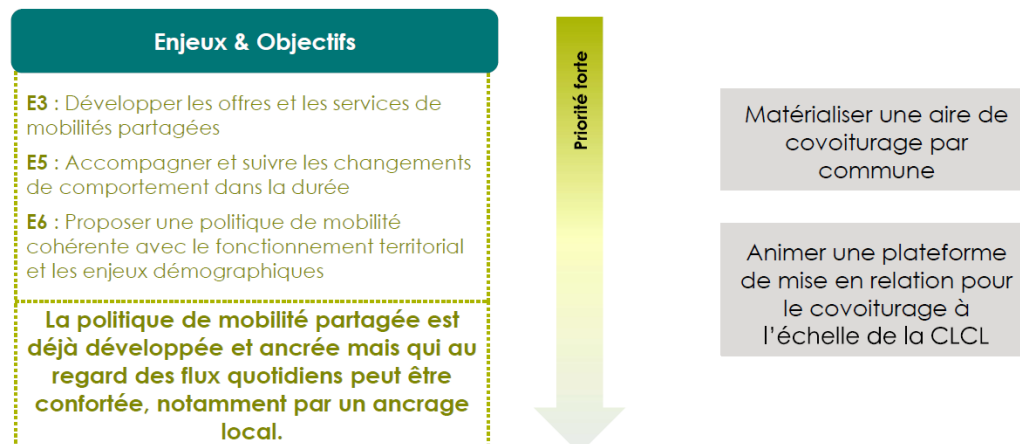 Enjeux & Objectifs
E3 : Développer les offres et les services de
mobilités partagées
E5 : Accompagner et suivre les changements
de comportement dans la durée
E6 : Proposer une politique de mobilité
cohérente avec le fonctionnement territorial
et les enjeux démographiques
La politique de mobilité partagée est
déjà développée et ancrée mais qui au
regard des flux quotidiens peut être
confortée, notamment par un ancrage
local.
Priorité forte
Matérialiser une aire de
covoiturage par
commune
Animer une plateforme
de mise en relation pour
le covoiturage à
l'échelle de la CLCL